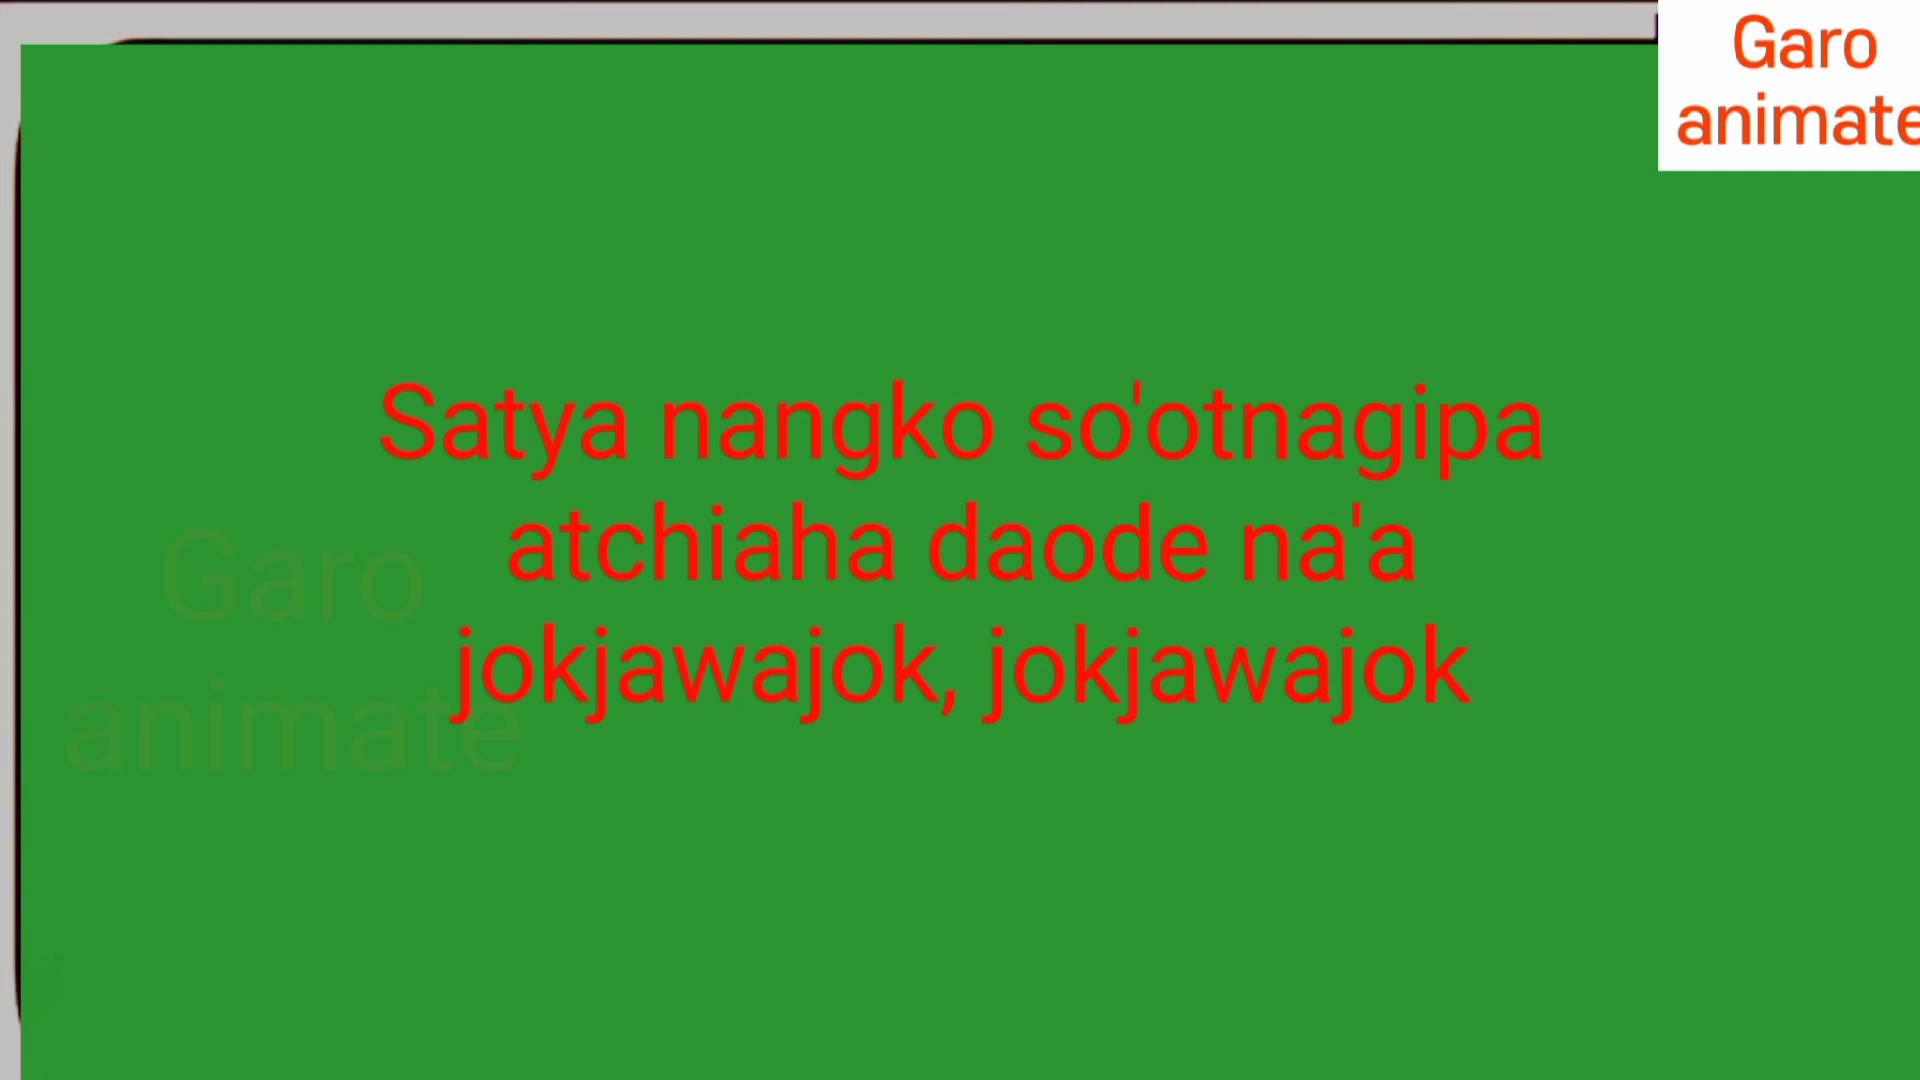 Garo
animate
Satya nangko so'otnagipa
atchiaha daode na'a
jokjawajok, jokjawajok
Garo
animate